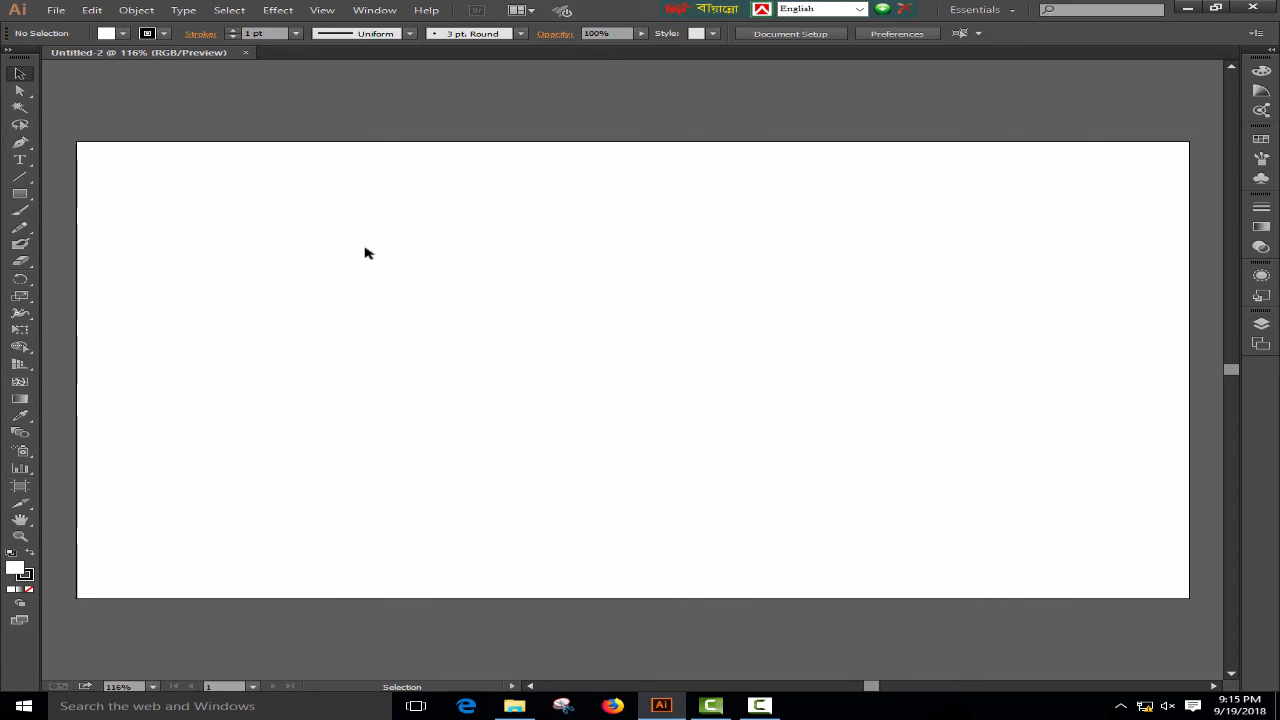 Ai File Edit Object Type Select Effect View Window Help Br বায়ান্নো English Essentials
No Selection Stroke: 1 pt Uniform 3 pt. Round Opacity: 100% Style: Document Setup Preferences
Untitled-2 @ 116% (RGB/Preview) ×
116% 1 Selection
Search the web and Windows Ai 9:15 PM
9/19/2018